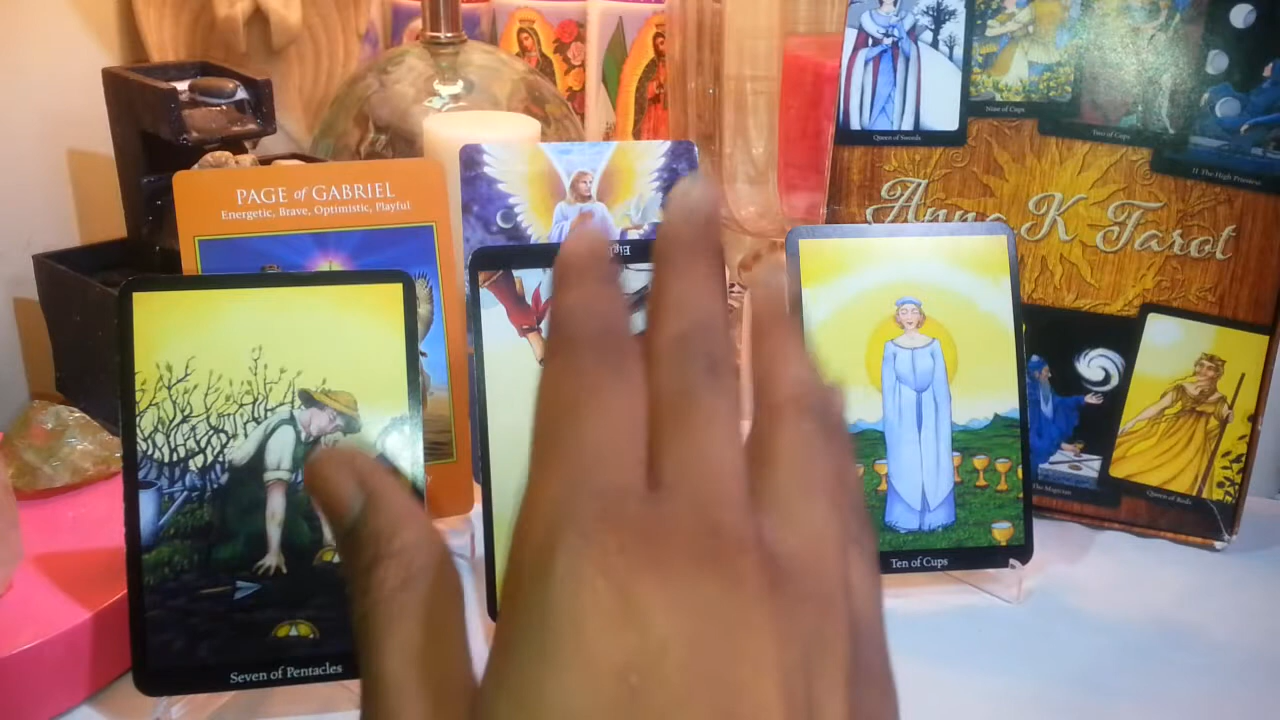 PAGE of GABRIEL
Energetic, Brave, Optimistic, Playful
Seven of Pentacles
Ten of Cups
Queen of Swords
Nine of Cups
Two of Cups
II The High Priestess
Anna K Tarot
The Magician
Queen of Rods